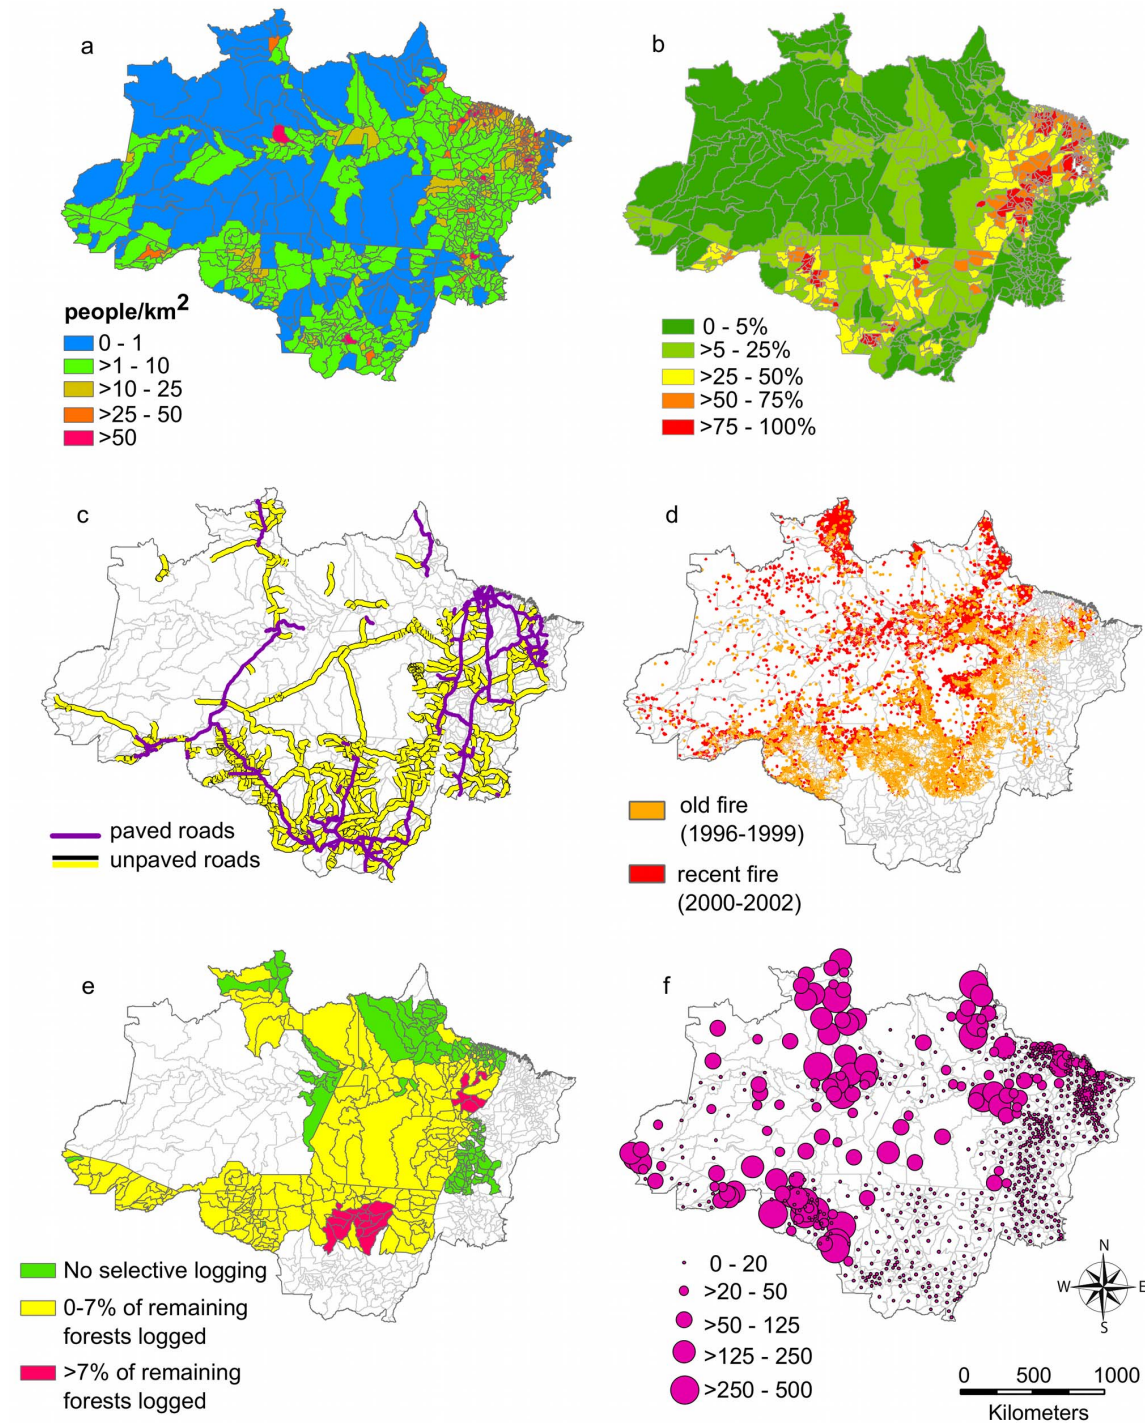 a
people/km2
0 - 1
>1 - 10
>10 - 25
>25 - 50
>50
b
0 - 5%
>5 - 25%
>25 - 50%
>50 - 75%
>75 - 100%
c
paved roads
unpaved roads
d
old fire
(1996-1999)
recent fire
(2000-2002)
e
No selective logging
0-7% of remaining
forests logged
>7% of remaining
forests logged
f
0 - 20
>20 - 50
>50 - 125
>125 - 250
>250 - 500
N
W E
S
0 500 1000
Kilometers